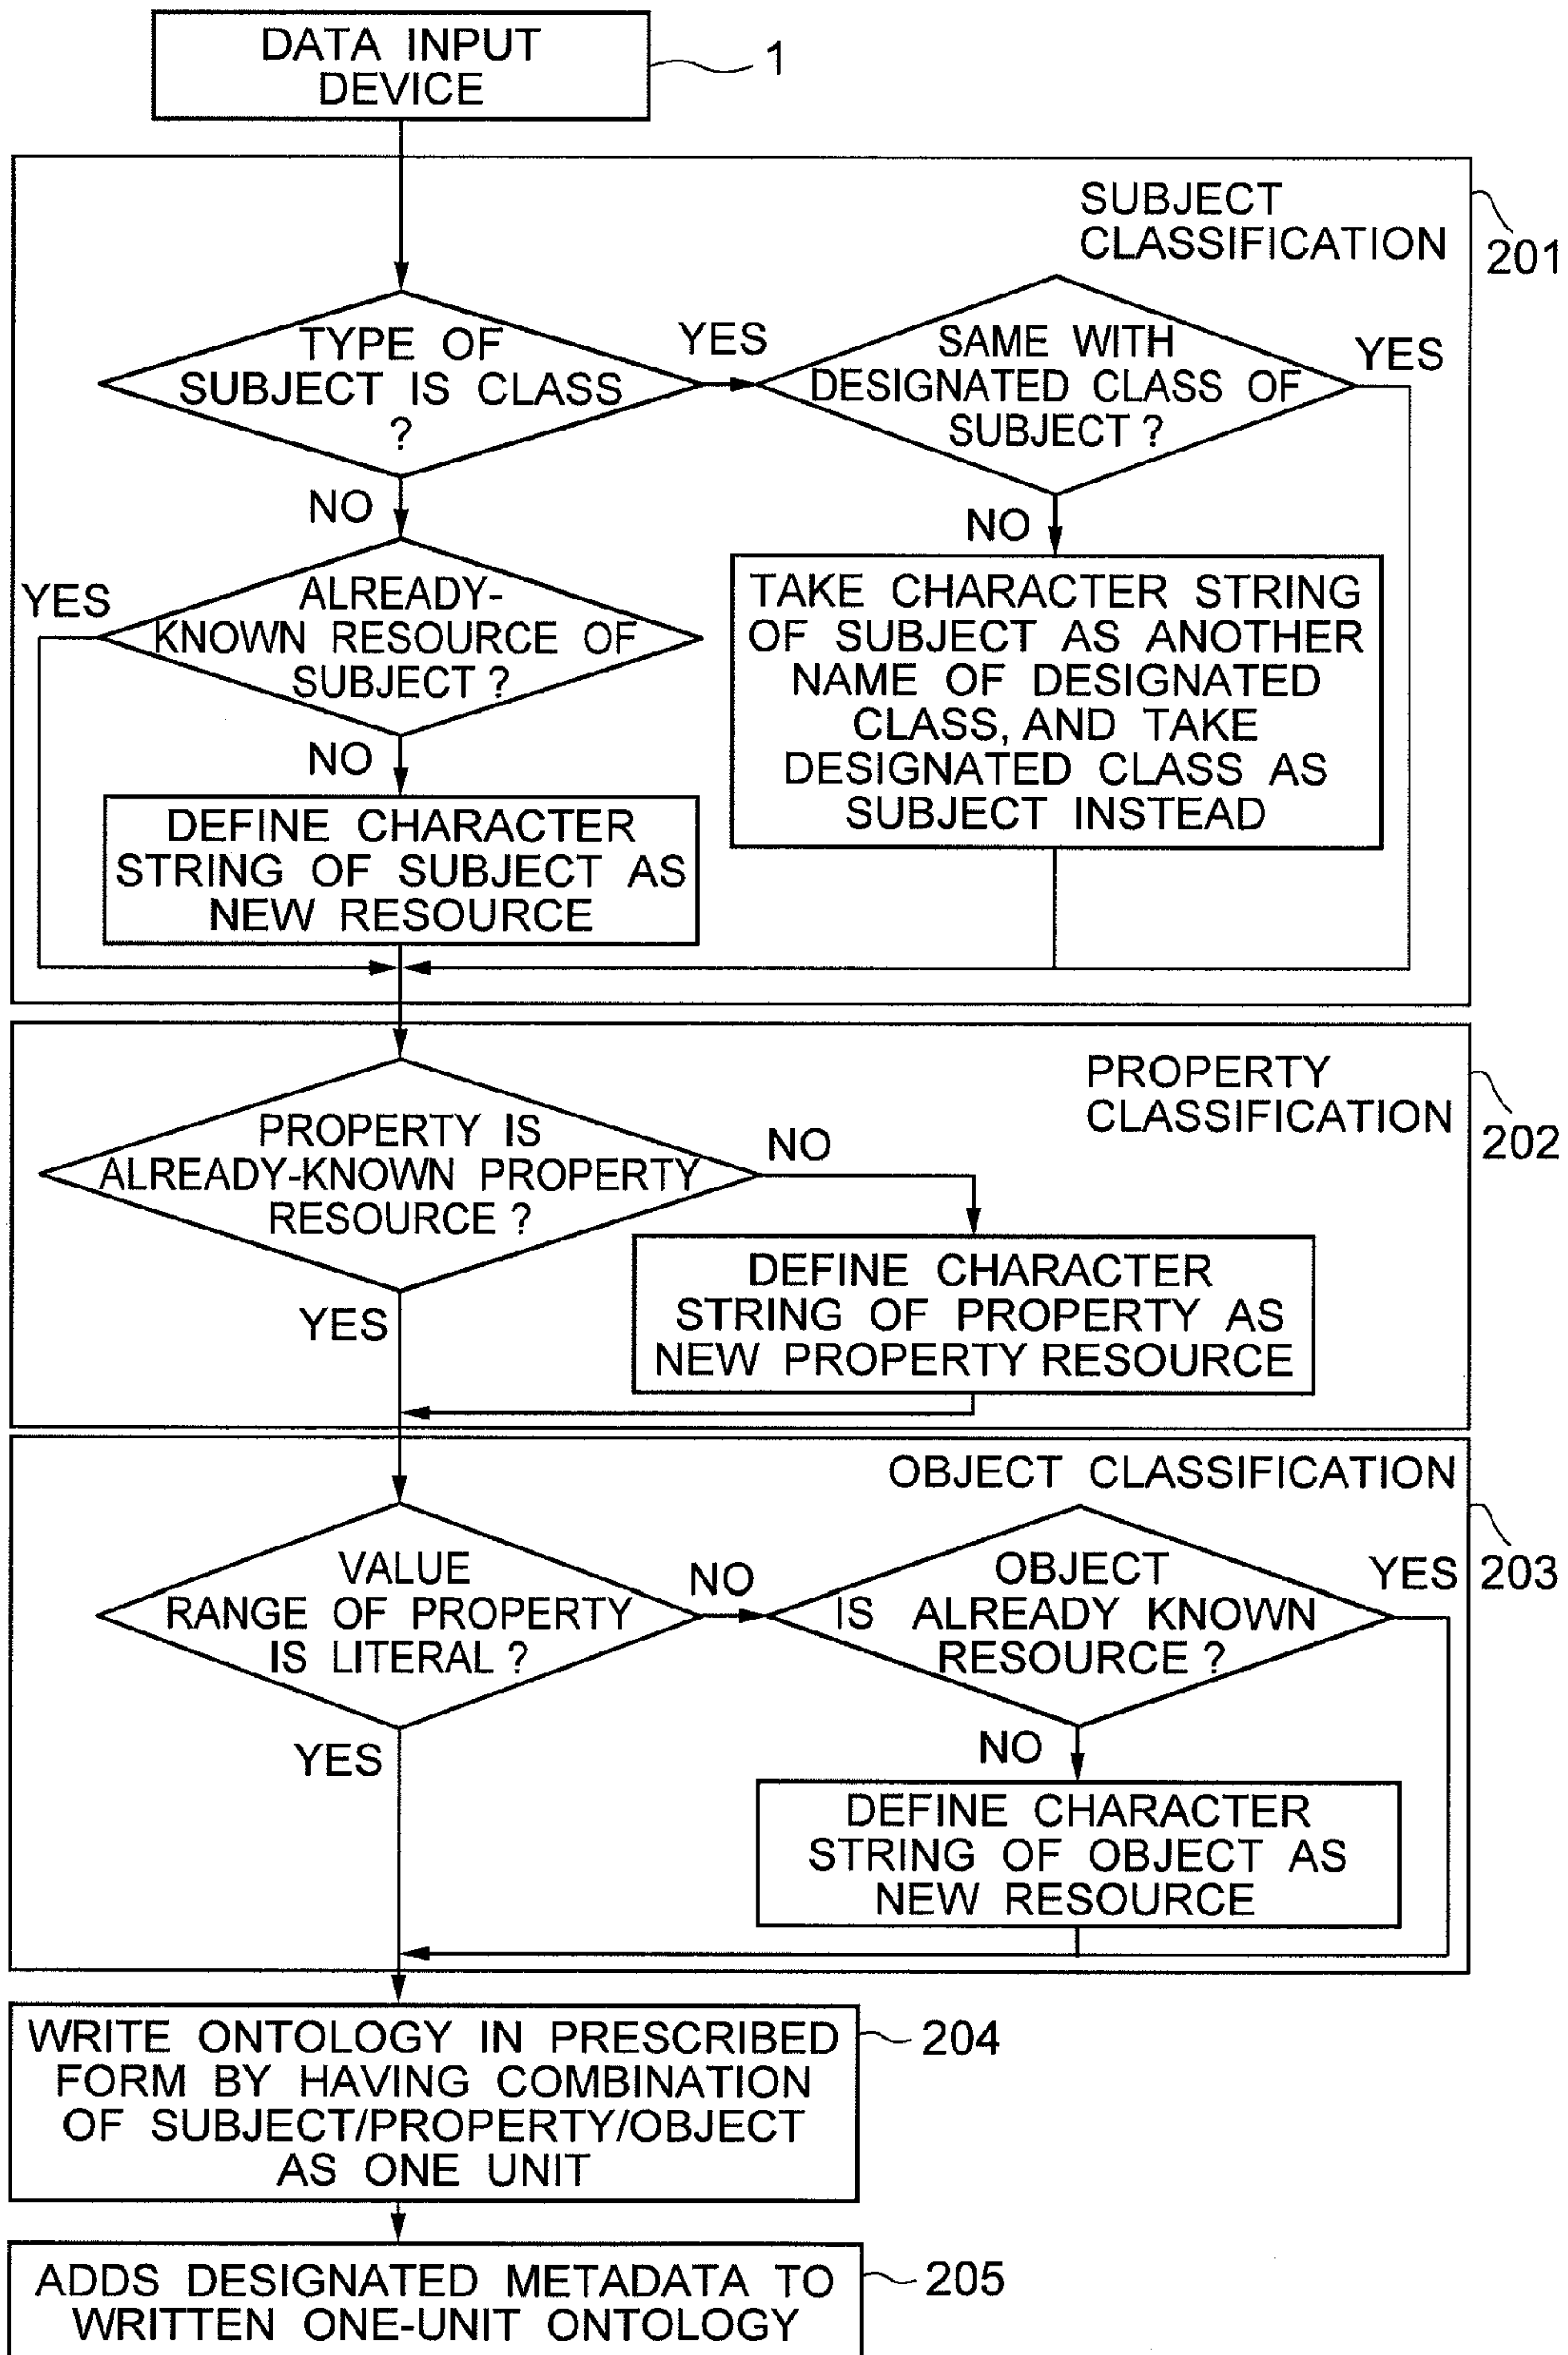 DATA INPUT
DEVICE
1
SUBJECT
CLASSIFICATION
201
TYPE OF
SUBJECT IS CLASS
?
YES
SAME WITH
DESIGNATED CLASS OF
SUBJECT ?
YES
NO
NO
YES
ALREADY-
KNOWN RESOURCE OF
SUBJECT ?
TAKE CHARACTER STRING
OF SUBJECT AS ANOTHER
NAME OF DESIGNATED
CLASS, AND TAKE
DESIGNATED CLASS AS
SUBJECT INSTEAD
NO
DEFINE CHARACTER
STRING OF SUBJECT AS
NEW RESOURCE
PROPERTY
CLASSIFICATION
202
PROPERTY IS
ALREADY-KNOWN PROPERTY
RESOURCE ?
NO
DEFINE CHARACTER
STRING OF PROPERTY AS
NEW PROPERTY RESOURCE
YES
OBJECT CLASSIFICATION
203
VALUE
RANGE OF PROPERTY
IS LITERAL ?
NO
OBJECT
IS ALREADY KNOWN
RESOURCE ?
YES
YES
NO
DEFINE CHARACTER
STRING OF OBJECT AS
NEW RESOURCE
WRITE ONTOLOGY IN PRESCRIBED
FORM BY HAVING COMBINATION
OF SUBJECT/PROPERTY/OBJECT
AS ONE UNIT
204
ADDS DESIGNATED METADATA TO
WRITTEN ONE-UNIT ONTOLOGY
205